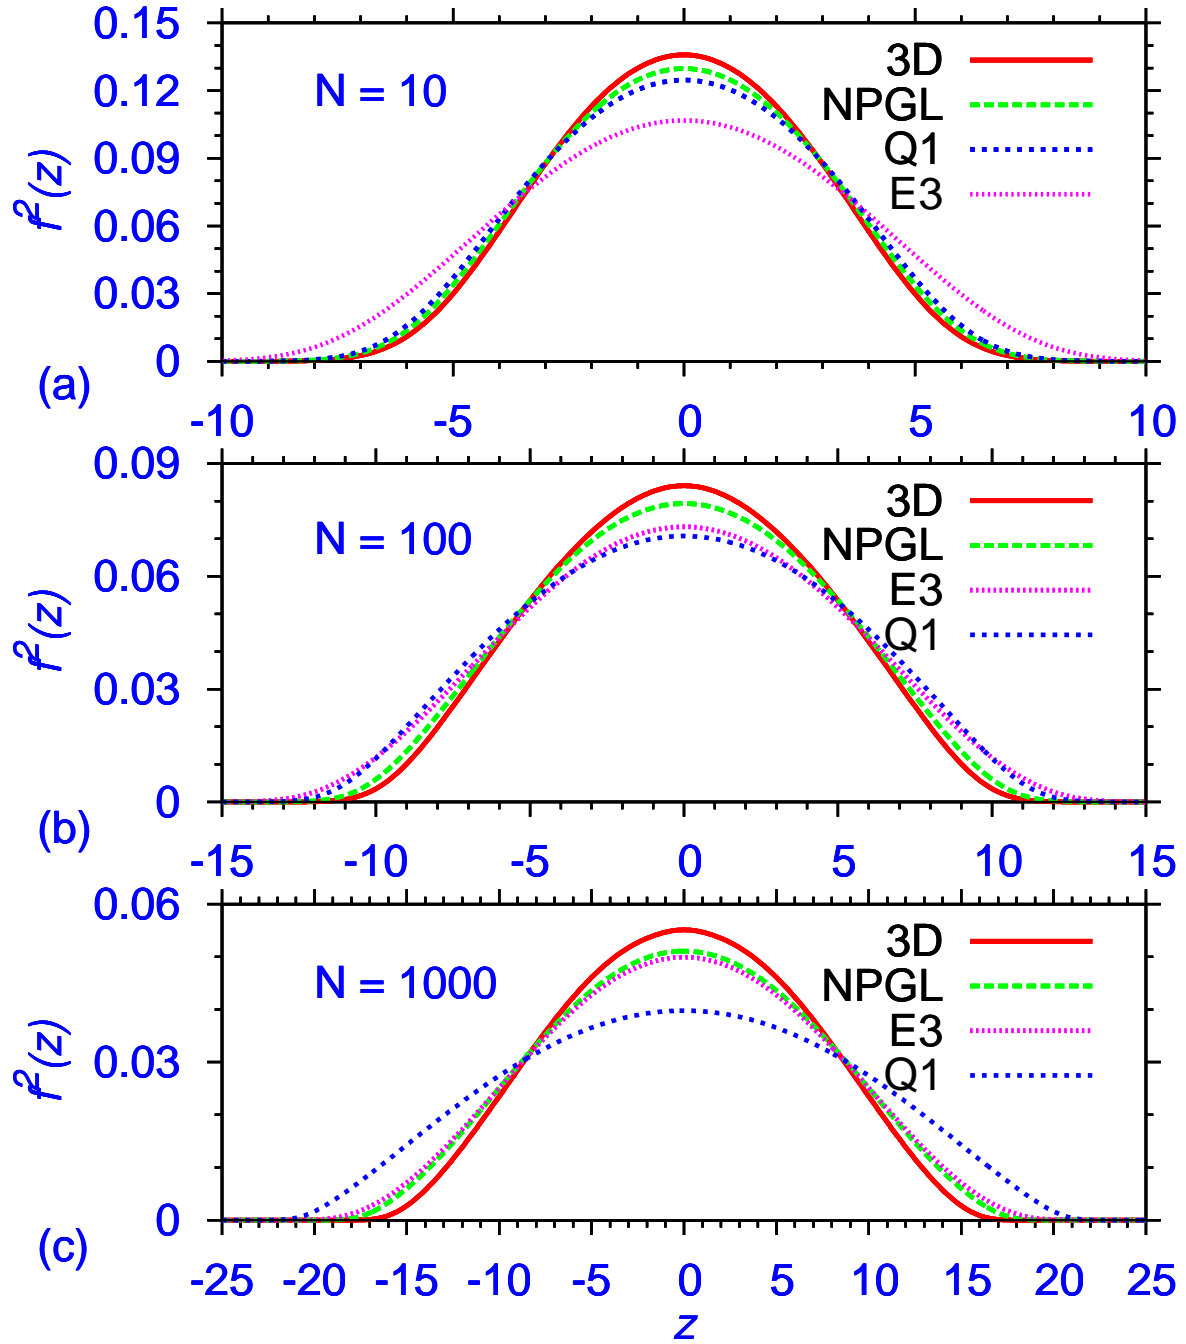 0.15
0.12
0.09
0.06
0.03
0
f²(z)
N = 10
3D
NPGL
Q1
E3
(a)
-10 -5 0 5 10
0.09
0.06
0.03
0
f²(z)
N = 100
3D
NPGL
E3
Q1
(b)
-15 -10 -5 0 5 10 15
0.06
0.03
0
f²(z)
N = 1000
3D
NPGL
E3
Q1
(c)
-25 -20 -15 -10 -5 0 5 10 15 20 25
z